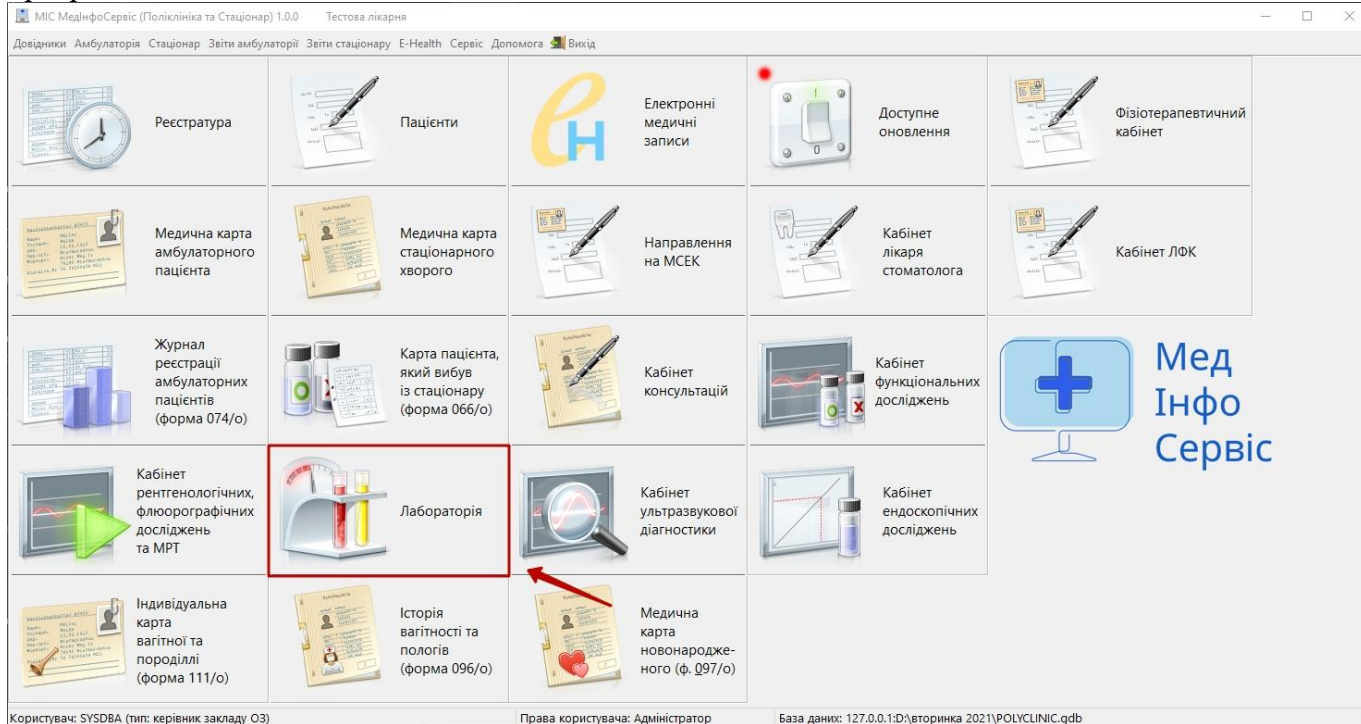 МІС МедІнфоСервіс (Поліклініка та Стаціонар) 1.0.0 Тестова лікарня
Довідники Амбулаторія Стаціонар Звіти амбулаторії Звіти стаціонару E-Health Сервіс Допомога Вихід
Реєстратура
Пацієнти
Електронні
медичні
записи
Доступне
оновлення
Фізіотерапевтичний
кабінет
Медична карта
амбулаторного
пацієнта
Медична карта
стаціонарного
хворого
Направлення
на МСЕК
Кабінет
лікаря
стоматолога
Кабінет ЛФК
Журнал
реєстрації
амбулаторних
пацієнтів
(форма 074/о)
Карта пацієнта,
який вибув
із стаціонару
(форма 066/о)
Кабінет
консультацій
Кабінет
функціональних
досліджень
Мед
Інфо
Сервіс
Кабінет
рентгенологічних,
флюорографічних
досліджень
та МРТ
Лабораторія
Кабінет
ультразвукової
діагностики
Кабінет
ендоскопічних
досліджень
Індивідуальна
карта
вагітної та
породіллі
(форма 111/о)
Історія
вагітності та
пологів
(форма 096/о)
Медична
карта
новонародже-
ного (ф. 097/о)
Користувач: SYSDBA (тип: керівник закладу ОЗ) Права користувача: Адміністратор База даних: 127.0.0.1:D:\вторинка 2021\POLYCLINIC.gdb